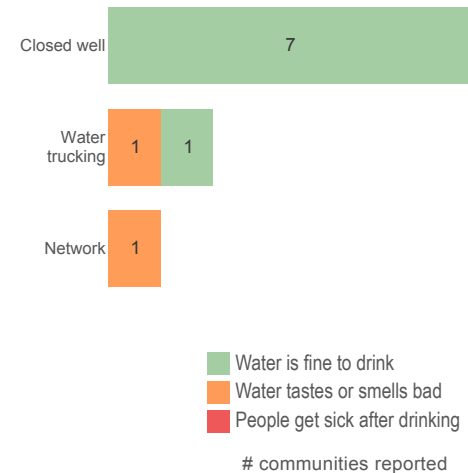 Closed well
7
Water
trucking
1
1
Network
1
Water is fine to drink
Water tastes or smells bad
People get sick after drinking
# communities reported